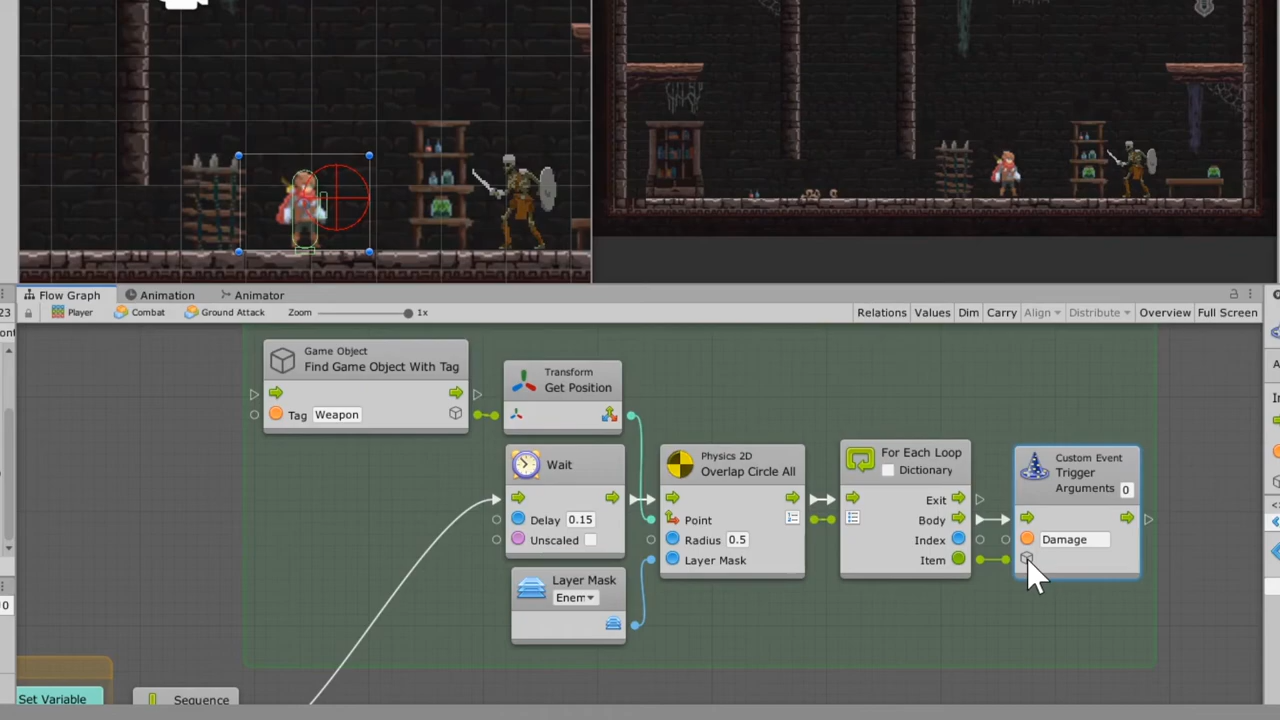 Flow Graph
Animation
Animator
23
Player
Combat
Ground Attack
Zoom
1x
Relations
Values
Dim
Carry
Align
Distribute
Overview
Full Screen
Game Object
Find Game Object With Tag
Tag Weapon
Transform
Get Position
Wait
Delay 0.15
Unscaled
Layer Mask
Enem
Physics 2D
Overlap Circle All
Point
Radius 0.5
Layer Mask
For Each Loop
Dictionary
Exit
Body
Index
Item
Custom Event
Trigger
Arguments 0
Damage
Set Variable
Sequence